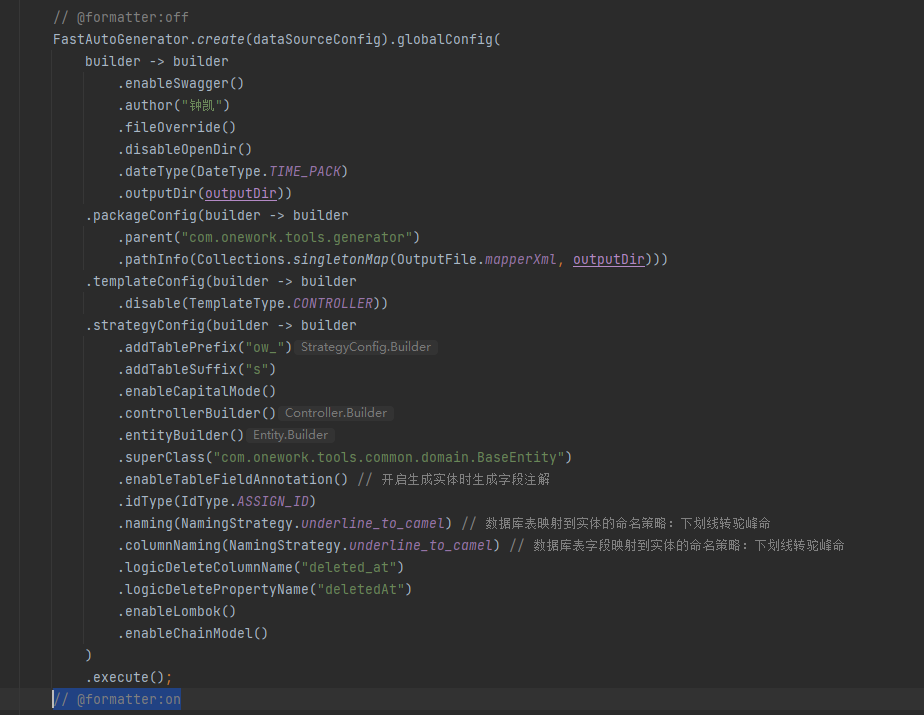 // @formatter:off
FastAutoGenerator.create(dataSourceConfig).globalConfig(
builder -> builder
.enableSwagger()
.author("钟凯")
.fileOverride()
.disableOpenDir()
.dateType(DateType.TIME_PACK)
.outputDir(outputDir))
.packageConfig(builder -> builder
.parent("com.onework.tools.generator")
.pathInfo(Collections.singletonMap(OutputFile.mapperXml, outputDir)))
.templateConfig(builder -> builder
.disable(TemplateType.CONTROLLER))
.strategyConfig(builder -> builder
.addTablePrefix("ow_") StrategyConfig.Builder
.addTableSuffix("s")
.enableCapitalMode()
.controllerBuilder() Controller.Builder
.entityBuilder() Entity.Builder
.superClass("com.onework.tools.common.domain.BaseEntity")
.enableTableFieldAnnotation() // 开启生成实体时生成字段注解
.idType(IdType.ASSIGN_ID)
.naming(NamingStrategy.underline_to_camel) // 数据库表映射到实体的命名策略：下划线转驼峰命
.columnNaming(NamingStrategy.underline_to_camel) // 数据库表字段映射到实体的命名策略：下划线转驼峰命
.logicDeleteColumnName("deleted_at")
.logicDeletePropertyName("deletedAt")
.enableLombok()
.enableChainModel()
)
.execute();
// @formatter:on